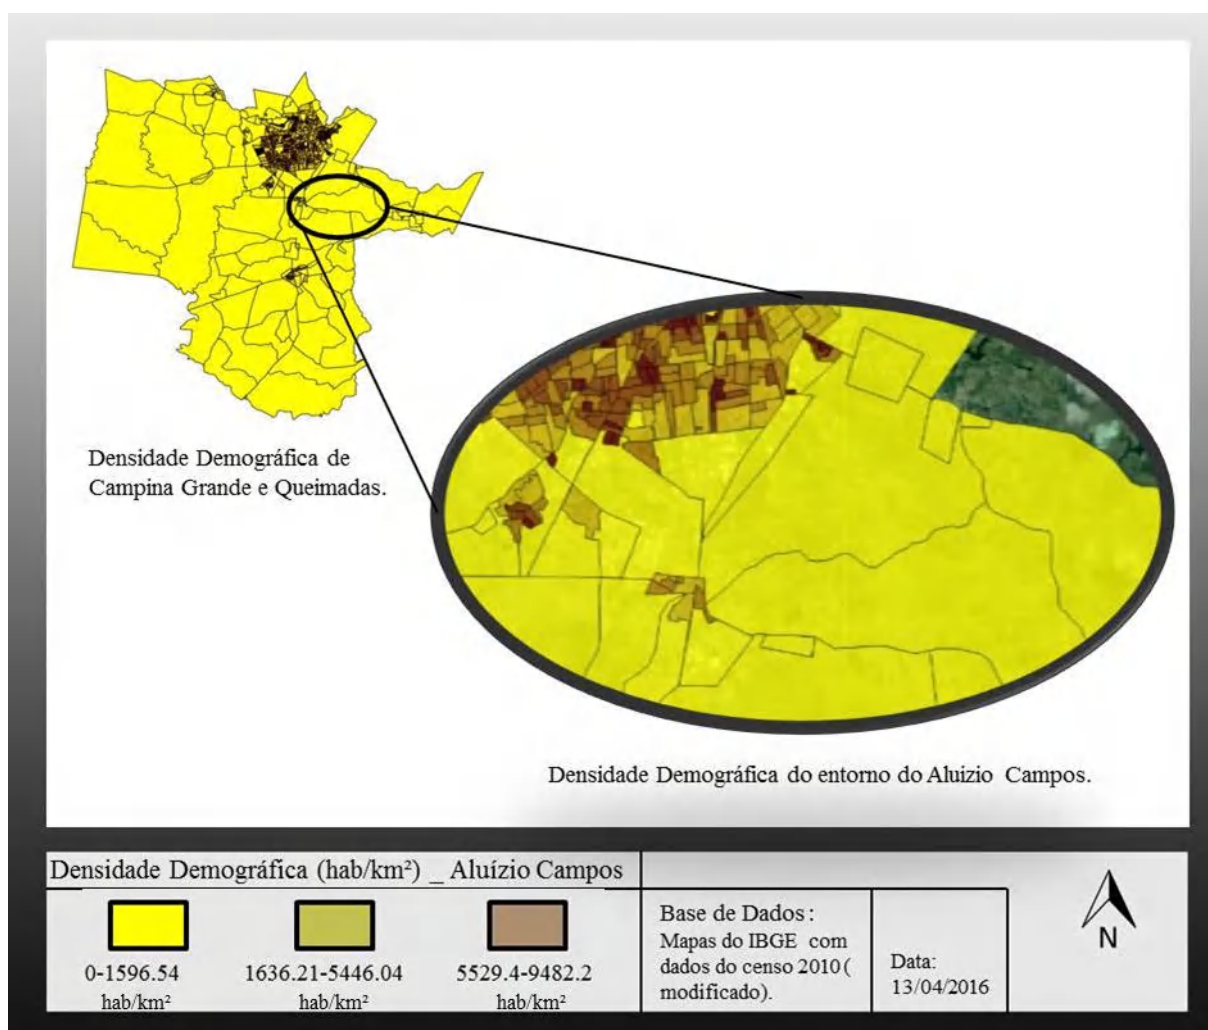 Densidade Demográfica de
Campina Grande e Queimadas.
Densidade Demográfica do entorno do Aluizio Campos.
Densidade Demográfica (hab/km²) _ Aluízio Campos
0-1596.54
hab/km²
1636.21-5446.04
hab/km²
5529.4-9482.2
hab/km²
Base de Dados :
Mapas do IBGE com
dados do censo 2010 (
modificado).
Data:
13/04/2016
N